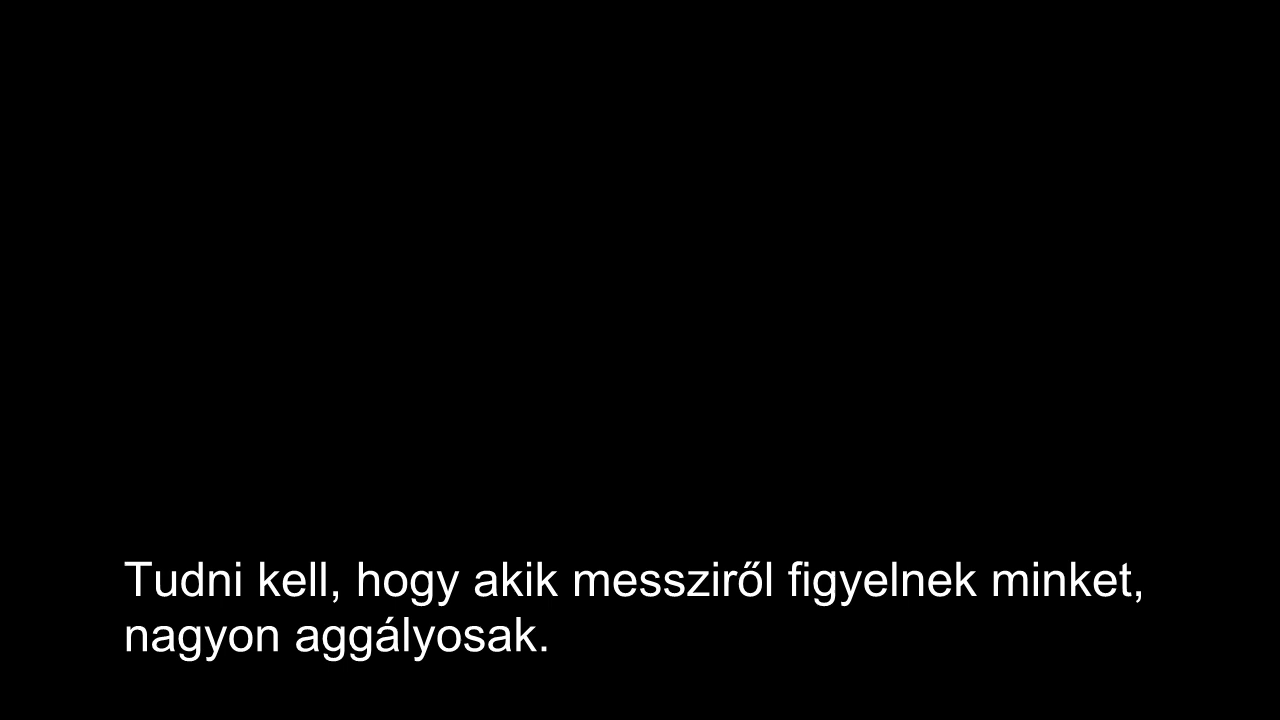 Tudni kell, hogy akik messziről figyelnek minket,
nagyon aggályosak.